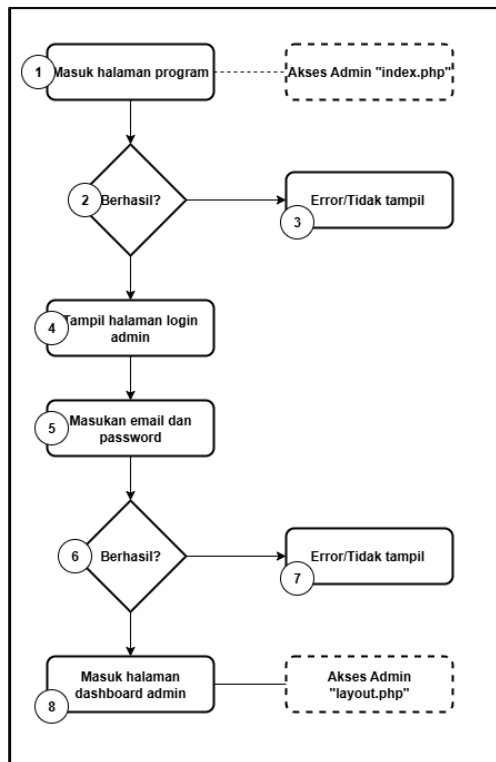 1
Masuk halaman program
Akses Admin "index.php"
2
Berhasil?
Error/Tidak tampil
3
4
Tampil halaman login
admin
5
Masukan email dan
password
6
Berhasil?
Error/Tidak tampil
7
Masuk halaman
dashboard admin
8
Akses Admin
"layout.php"